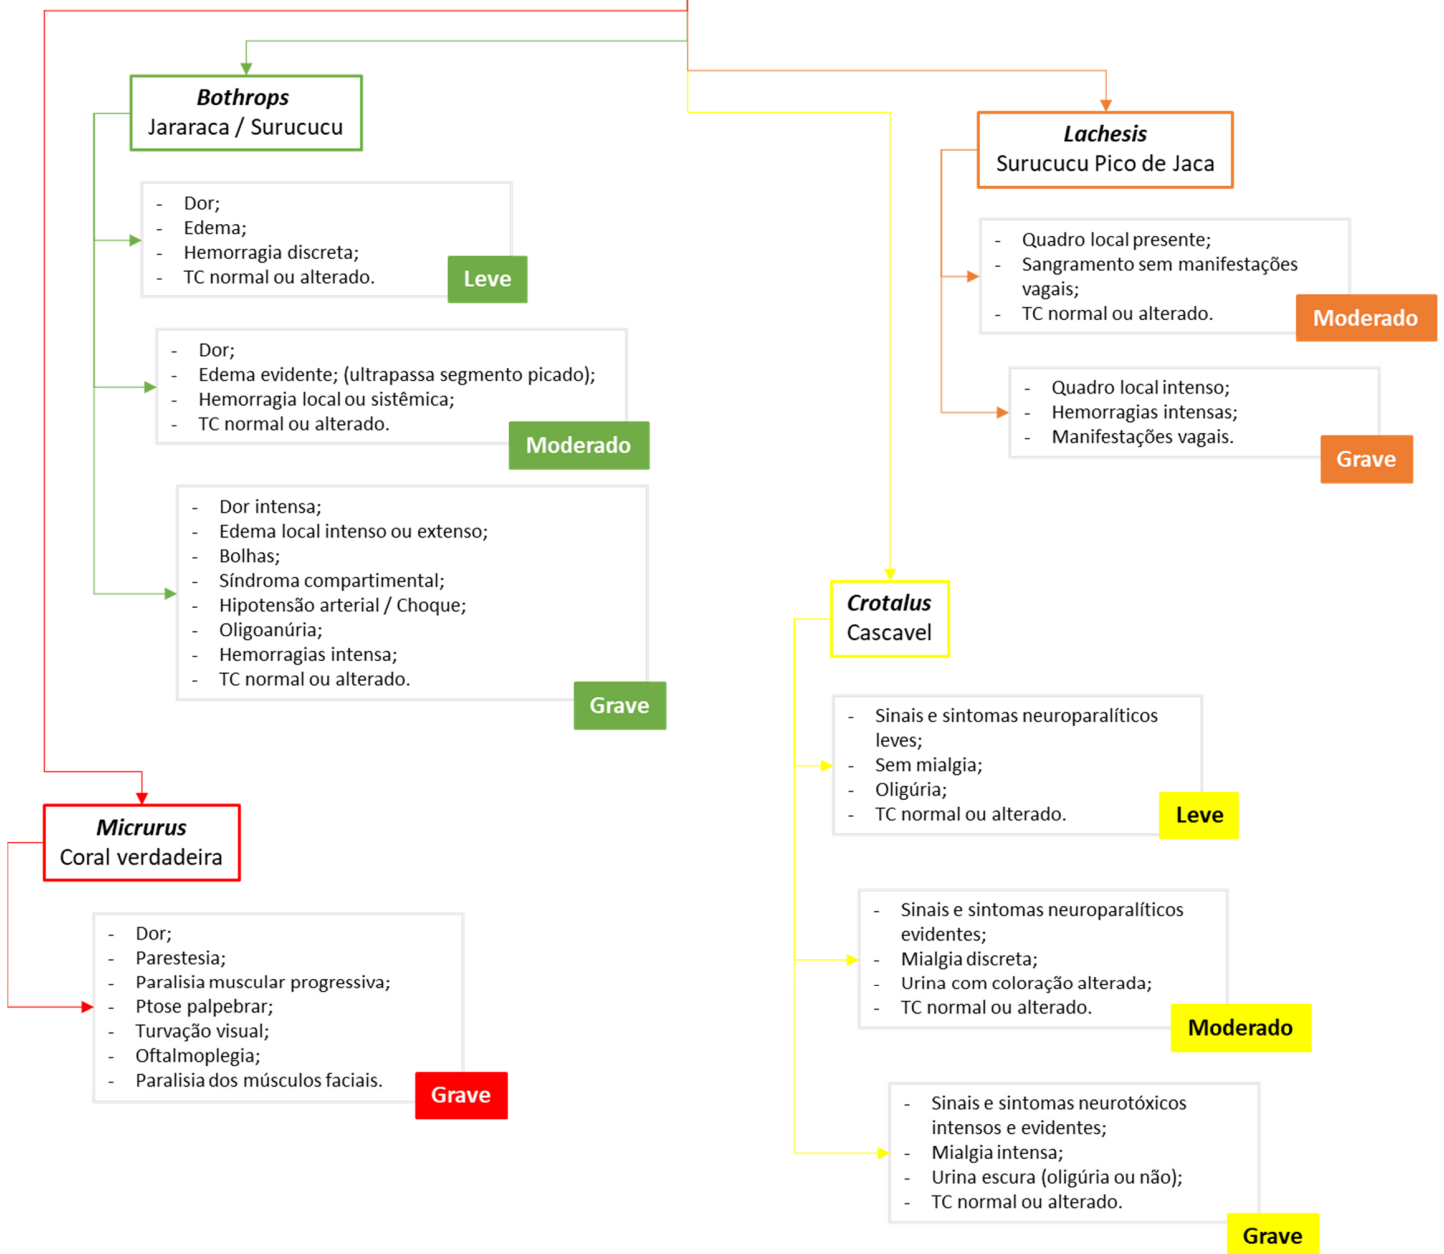 Bothrops
Jararaca / Surucucu
- Dor;
- Edema;
- Hemorragia discreta;
- TC normal ou alterado.
Leve
- Dor;
- Edema evidente; (ultrapassa segmento picado);
- Hemorragia local ou sistêmica;
- TC normal ou alterado.
Moderado
- Dor intensa;
- Edema local intenso ou extenso;
- Bolhas;
- Síndroma compartimental;
- Hipotensão arterial / Choque;
- Oligoanúria;
- Hemorragias intensa;
- TC normal ou alterado.
Grave
Lachesis
Surucucu Pico de Jaca
- Quadro local presente;
- Sangramento sem manifestações
vagais;
- TC normal ou alterado.
Moderado
- Quadro local intenso;
- Hemorragias intensas;
- Manifestações vagais.
Grave
Micrurus
Coral verdadeira
- Dor;
- Parestesia;
- Paralisia muscular progressiva;
- Ptose palpebrar;
- Turvação visual;
- Oftalmoplegia;
- Paralisia dos músculos faciais.
Grave
Crotalus
Cascavel
- Sinais e sintomas neuroparalíticos
leves;
- Sem mialgia;
- Oligúria;
- TC normal ou alterado.
Leve
- Sinais e sintomas neuroparalíticos
evidentes;
- Mialgia discreta;
- Urina com coloração alterada;
- TC normal ou alterado.
Moderado
- Sinais e sintomas neurotóxicos
intensos e evidentes;
- Mialgia intensa;
- Urina escura (oligúria ou não);
- TC normal ou alterado.
Grave